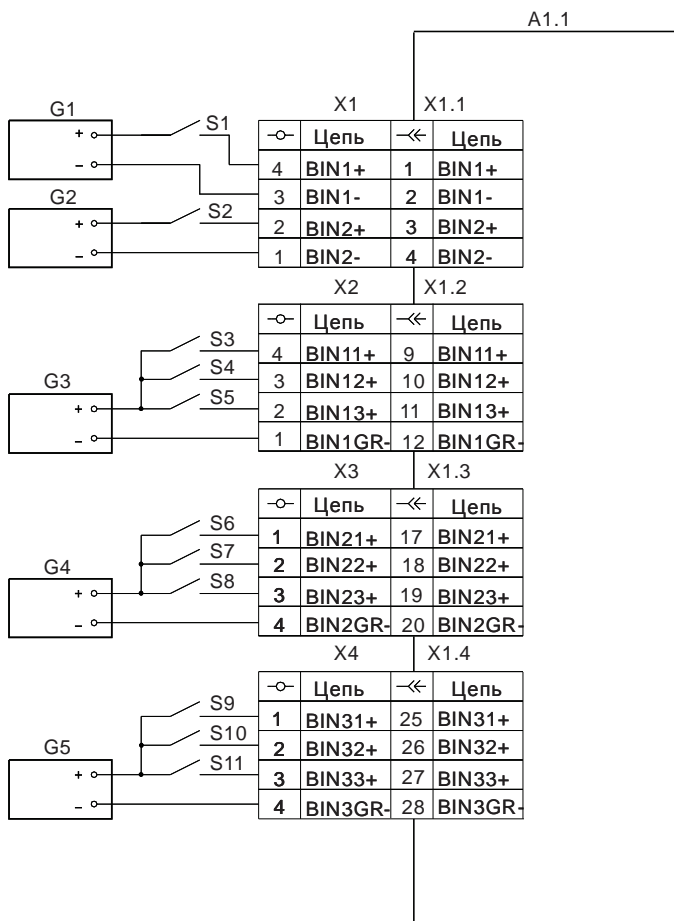 A1.1
X1 X1.1
G1
S1
Цепь Цепь
+
4 BIN1+ 1 BIN1+
-
3 BIN1- 2 BIN1-
G2
S2
+
2 BIN2+ 3 BIN2+
-
1 BIN2- 4 BIN2-
X2 X1.2
Цепь Цепь
S3
4 BIN11+ 9 BIN11+
S4
3 BIN12+ 10 BIN12+
G3
S5
+
2 BIN13+ 11 BIN13+
-
1 BIN1GR- 12 BIN1GR-
X3 X1.3
Цепь Цепь
S6
1 BIN21+ 17 BIN21+
S7
2 BIN22+ 18 BIN22+
G4
S8
+
3 BIN23+ 19 BIN23+
-
4 BIN2GR- 20 BIN2GR-
X4 X1.4
Цепь Цепь
S9
1 BIN31+ 25 BIN31+
S10
2 BIN32+ 26 BIN32+
G5
S11
+
3 BIN33+ 27 BIN33+
-
4 BIN3GR- 28 BIN3GR-